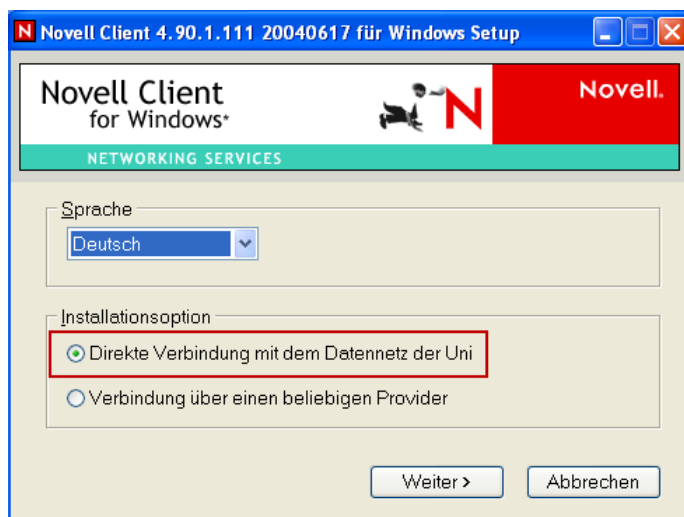 N Novell Client 4.90.1.111 20040617 für Windows Setup
Novell Client
for Windows*
N
Novell.
NETWORKING SERVICES
Sprache
Deutsch
Installationsoption
Direkte Verbindung mit dem Datennetz der Uni
Verbindung über einen beliebigen Provider
Weiter >
Abbrechen